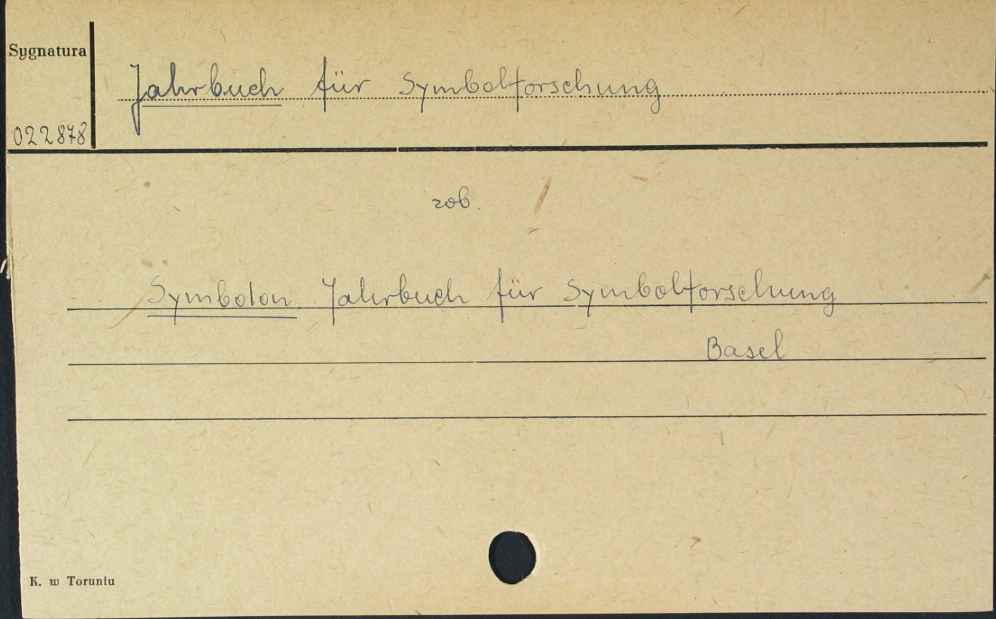 Sygnatura
Jahrbuch für Symbolforschung
022878
zob.
Symbolon. Jahrbuch für Symbolforschung
Basel
K. w Toruniu